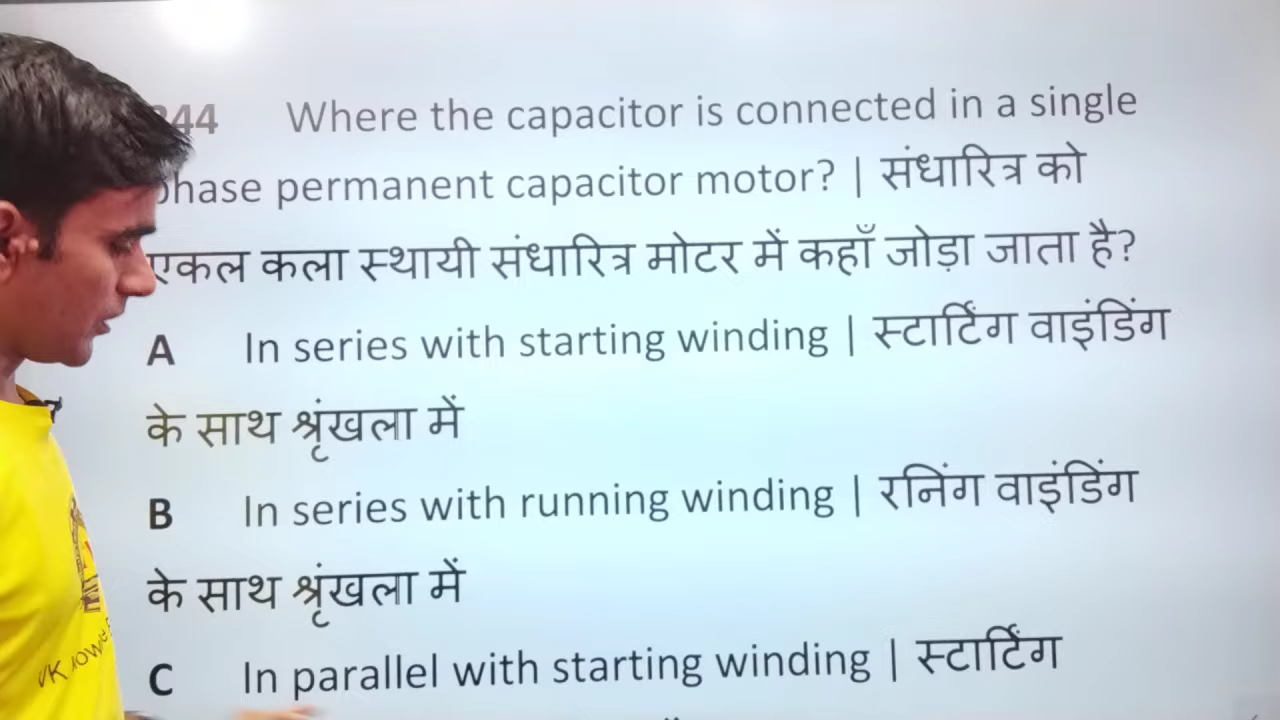 344 Where the capacitor is connected in a single
phase permanent capacitor motor? | संधारित्र को
एकल कला स्थायी संधारित्र मोटर में कहाँ जोड़ा जाता है?
A In series with starting winding | स्टार्टिंग वाइंडिंग
के साथ श्रृंखला में
B In series with running winding | रनिंग वाइंडिंग
के साथ श्रृंखला में
C In parallel with starting winding | स्टार्टिंग